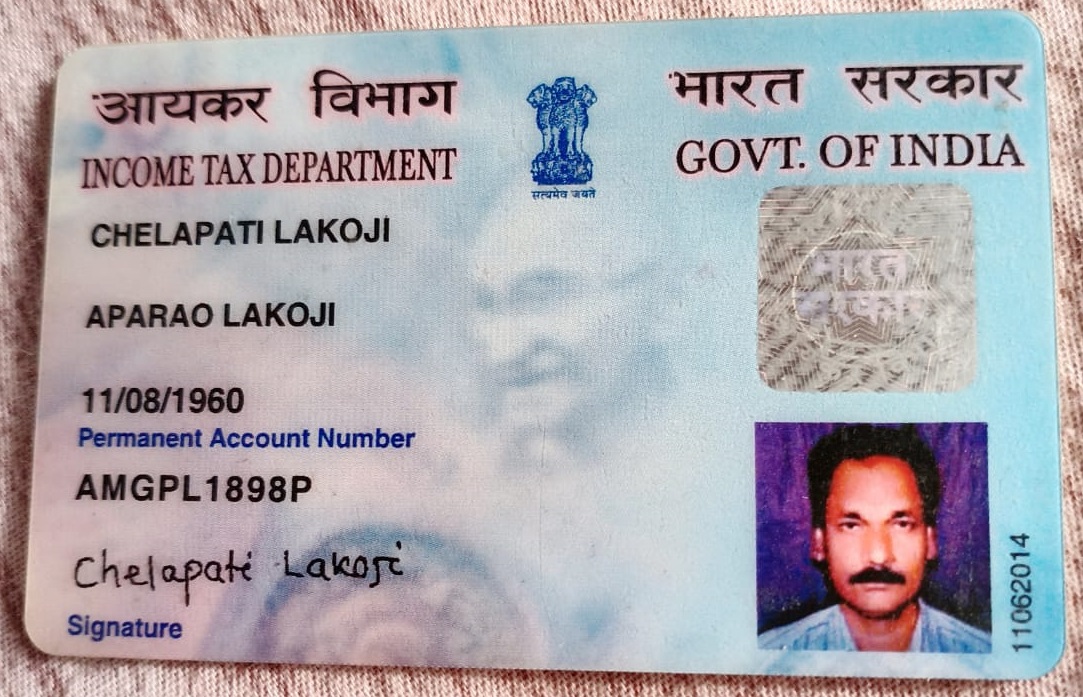 आयकर विभाग
INCOME TAX DEPARTMENT
सत्यमेव जयते
भारत सरकार
GOVT. OF INDIA
CHELAPATI LAKOJI
APARAO LAKOJI
11/08/1960
Permanent Account Number
AMGPL1898P
Chelapati Lakoji
Signature
भारत
सरकार
11062014